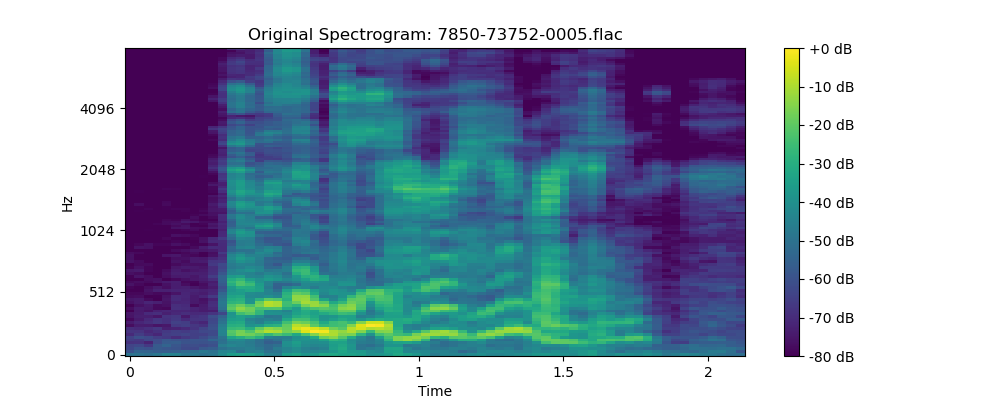 Original Spectrogram: 7850-73752-0005.flac
Hz
4096
2048
1024
512
0
0
0.5
1
1.5
2
Time
+0 dB
-10 dB
-20 dB
-30 dB
-40 dB
-50 dB
-60 dB
-70 dB
-80 dB